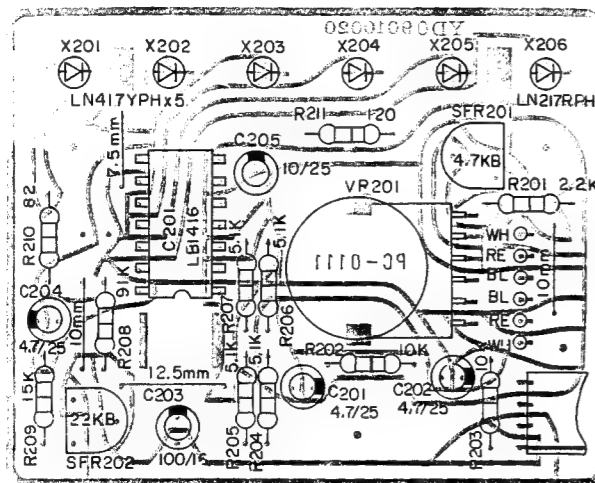 YD09010020
X201 X202 X203 X204 X205 X206
LN417YPHx5 LN217RPH
R211 120 SFR201
7.5mm C205 10/25 4.7KB
VR201 R201 2.2K
82 R210
C201 LB1416
5.1K 5.1K
PC-0111
WH
RE
BL
BL
RE
WH
10mm
C204 4.7/25
10mm
91K R208
R207 R206
R202 10K
5.1K 5.1K
12.5mm
15K R209
22KB SFR202
C203 100/16
R205 R204
C201 4.7/25
C202 4.7/25
10 R203